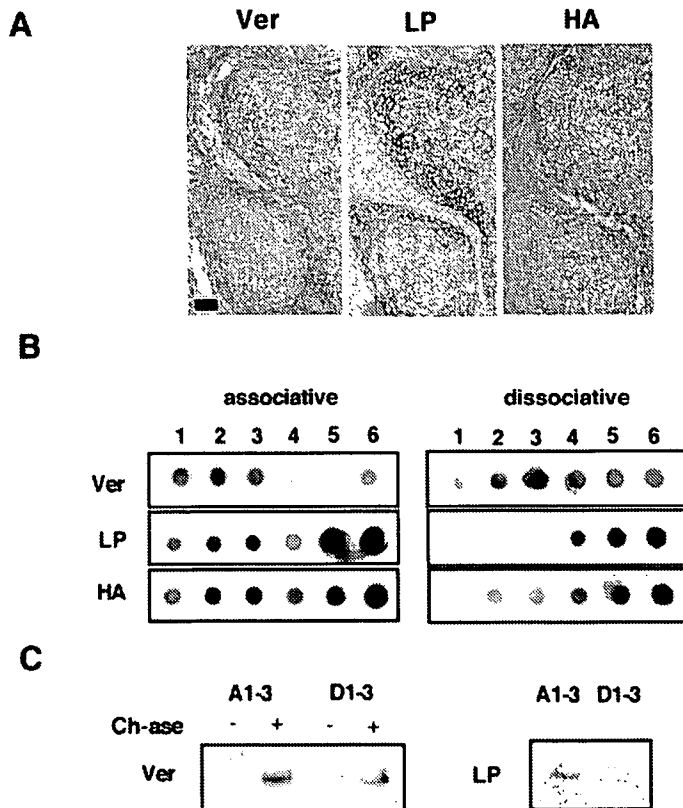 A
Ver LP HA
B
associative dissociative
1 2 3 4 5 6 1 2 3 4 5 6
Ver
LP
HA
C
A1-3 D1-3 A1-3 D1-3
Ch-ase - + - +
Ver LP